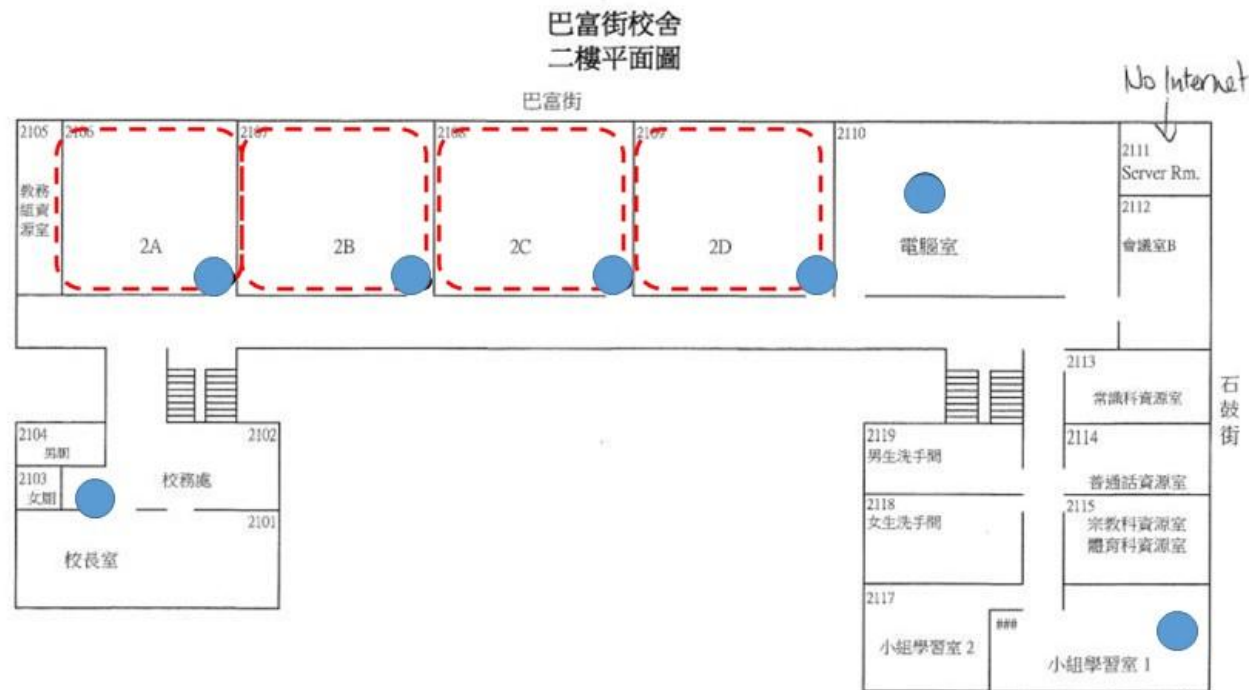 巴富街校舍
二樓平面圖
No Internet
巴富街
2105
2106
2107
2108
2109
2110
2111
Server Rm.
2112
教務
組資
源室
2A
2B
2C
2D
電腦室
會議室B
2113
常識科資源室
石鼓街
2104
男廁
2102
2103
女廁
校務處
2101
校長室
2119
男生洗手間
2114
普通話資源室
2118
女生洗手間
2115
宗教科資源室
體育科資源室
2117
小組學習室 2
###
小組學習室 1